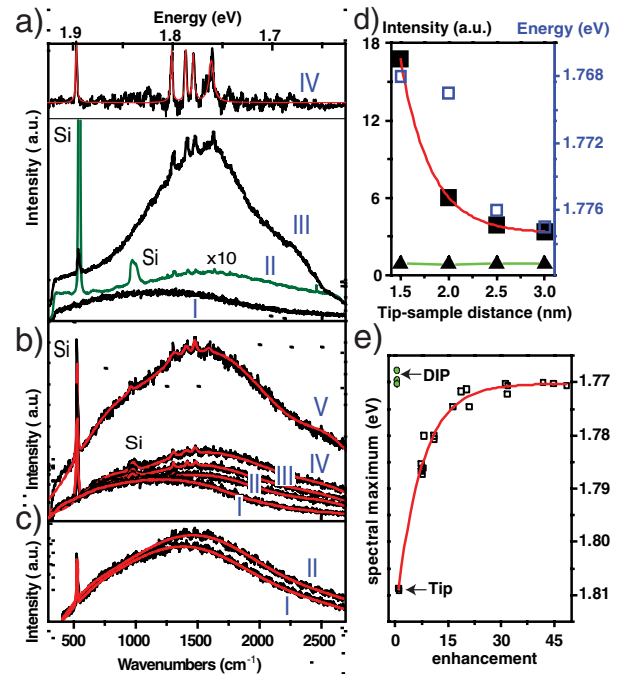 a)
Energy (eV)
1.9 1.8 1.7
IV
Intensity ( a.u.)
Si
III
Si
x10
II
I
b)
Si
V
Si
IV
III
II
I
Intensity ( a.u.)
c)
II
I
Intensity ( a.u.)
500 1000 1500 2000 2500
Wavenumbers (cm⁻¹)
d)
Intensity (a.u.) Energy (eV)
18
12
6
0
1.768
1.772
1.776
1.5 2.0 2.5 3.0
Tip-sample distance (nm)
e)
DIP
Tip
spectral maximum (eV)
1.77
1.78
1.79
1.80
1.81
0 15 30 45
enhancement